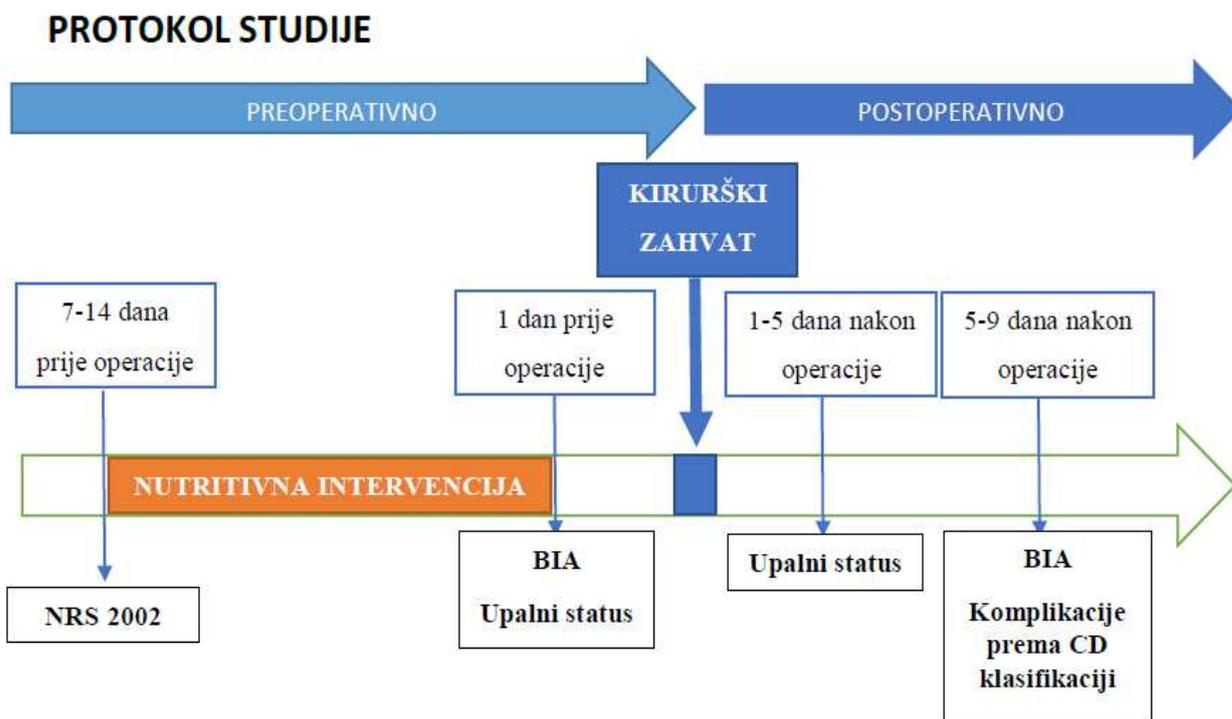 PROTOKOL STUDIJE
PREOPERATIVNO
POSTOPERATIVNO
KIRURŠKI
ZAHVAT
7-14 dana
prije operacije
1 dan prije
operacije
1-5 dana nakon
operacije
5-9 dana nakon
operacije
NUTRITIVNA INTERVENCIJA
NRS 2002
BIA
Upalni status
Upalni status
BIA
Komplikacije
prema CD
klasifikaciji